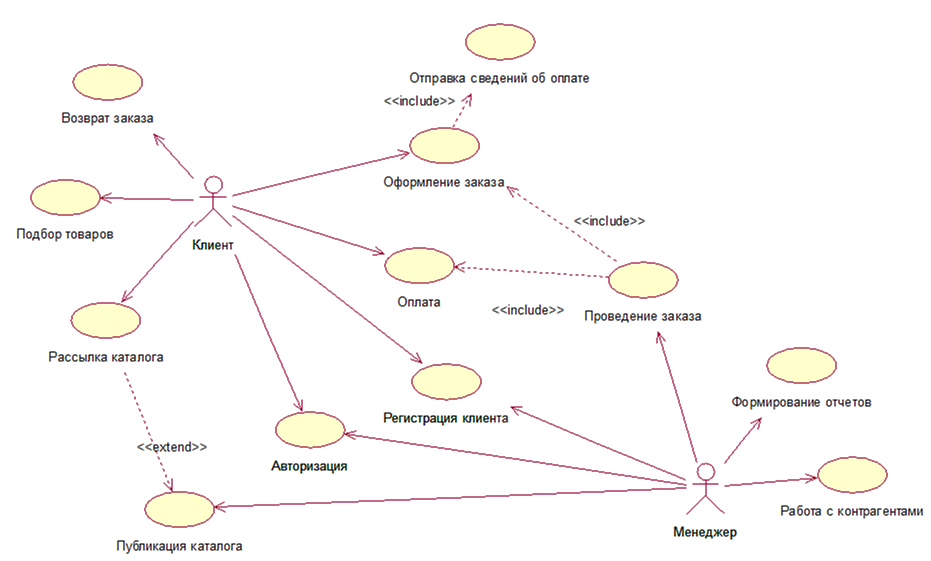 Отправка сведений об оплате
<<include>>
Возврат заказа
Оформление заказа
Подбор товаров
<<include>>
Клиент
Оплата
<<include>>
Проведение заказа
Рассылка каталога
Формирование отчетов
Регистрация клиента
<<extend>>
Авторизация
Работа с контрагентами
Менеджер
Публикация каталога